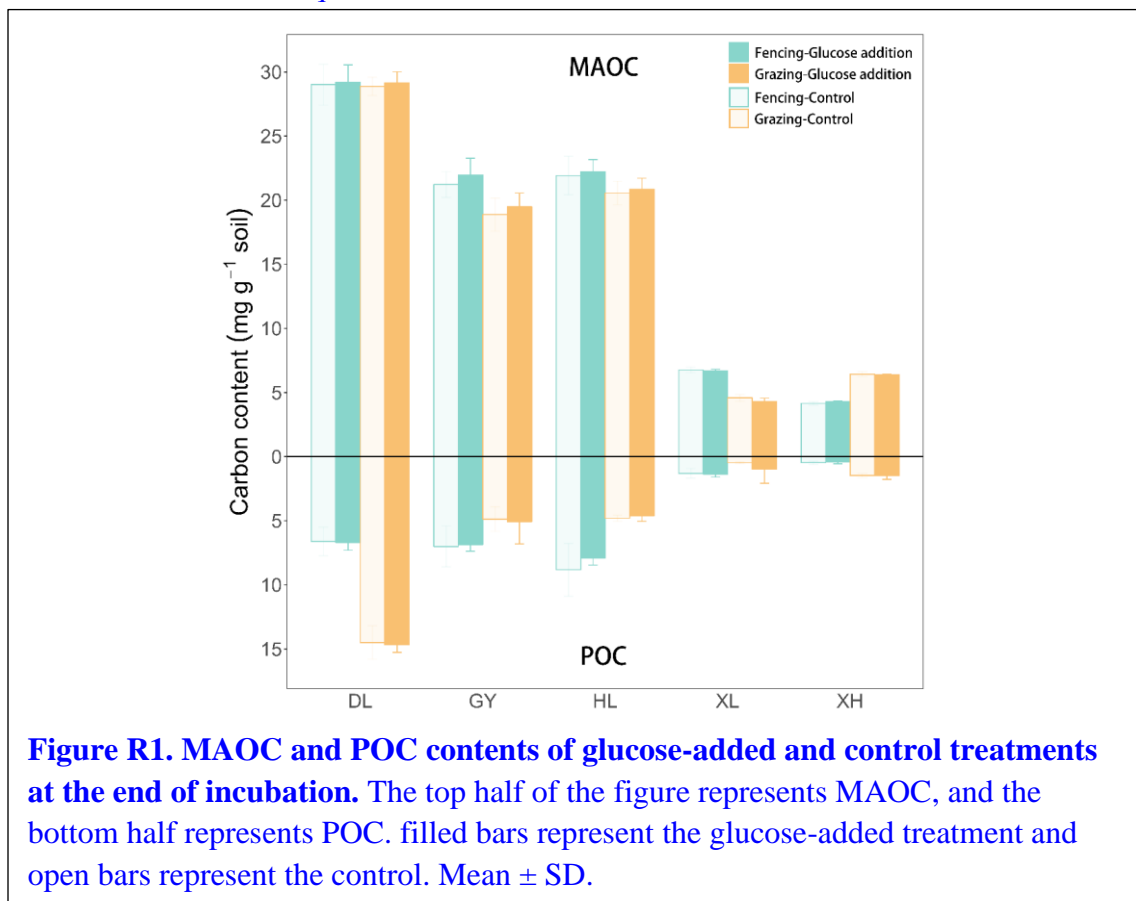 MAOC
Fencing-Glucose addition
Grazing-Glucose addition
Fencing-Control
Grazing-Control
30
25
20
15
10
5
0
5
10
15
Carbon content (mg g⁻¹ soil)
POC
DL GY HL XL XH
Figure R1. MAOC and POC contents of glucose-added and control treatments
at the end of incubation. The top half of the figure represents MAOC, and the
bottom half represents POC. filled bars represent the glucose-added treatment and
open bars represent the control. Mean ± SD.